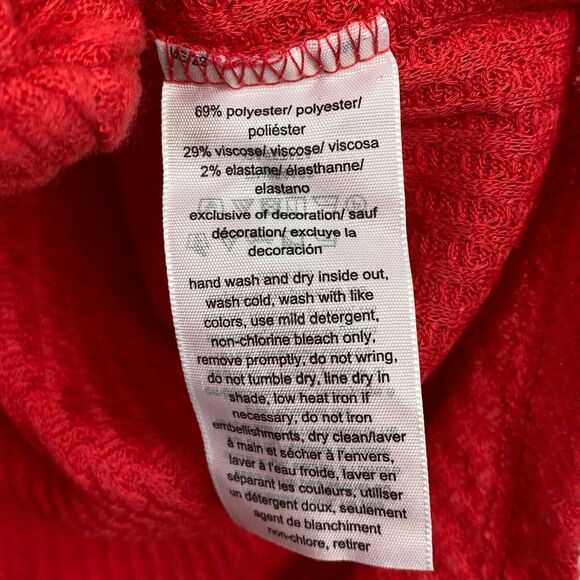 69% polyester/ polyester/
poliéster
29% viscose/ viscose/ viscosa
2% elastane/ élasthanne/
elastano
exclusive of decoration/ sauf
décoration/ excluye la
decoración
hand wash and dry inside out,
wash cold, wash with like
colors, use mild detergent,
non-chlorine bleach only,
remove promptly, do not wring,
do not tumble dry, line dry in
shade, low heat iron if
necessary, do not iron
embellishments, dry clean/laver
à main et sécher à l'envers,
laver à l'eau froide, laver en
séparant les couleurs, utiliser
un détergent doux, seulement
agent de blanchiment
non-chlore, retirer